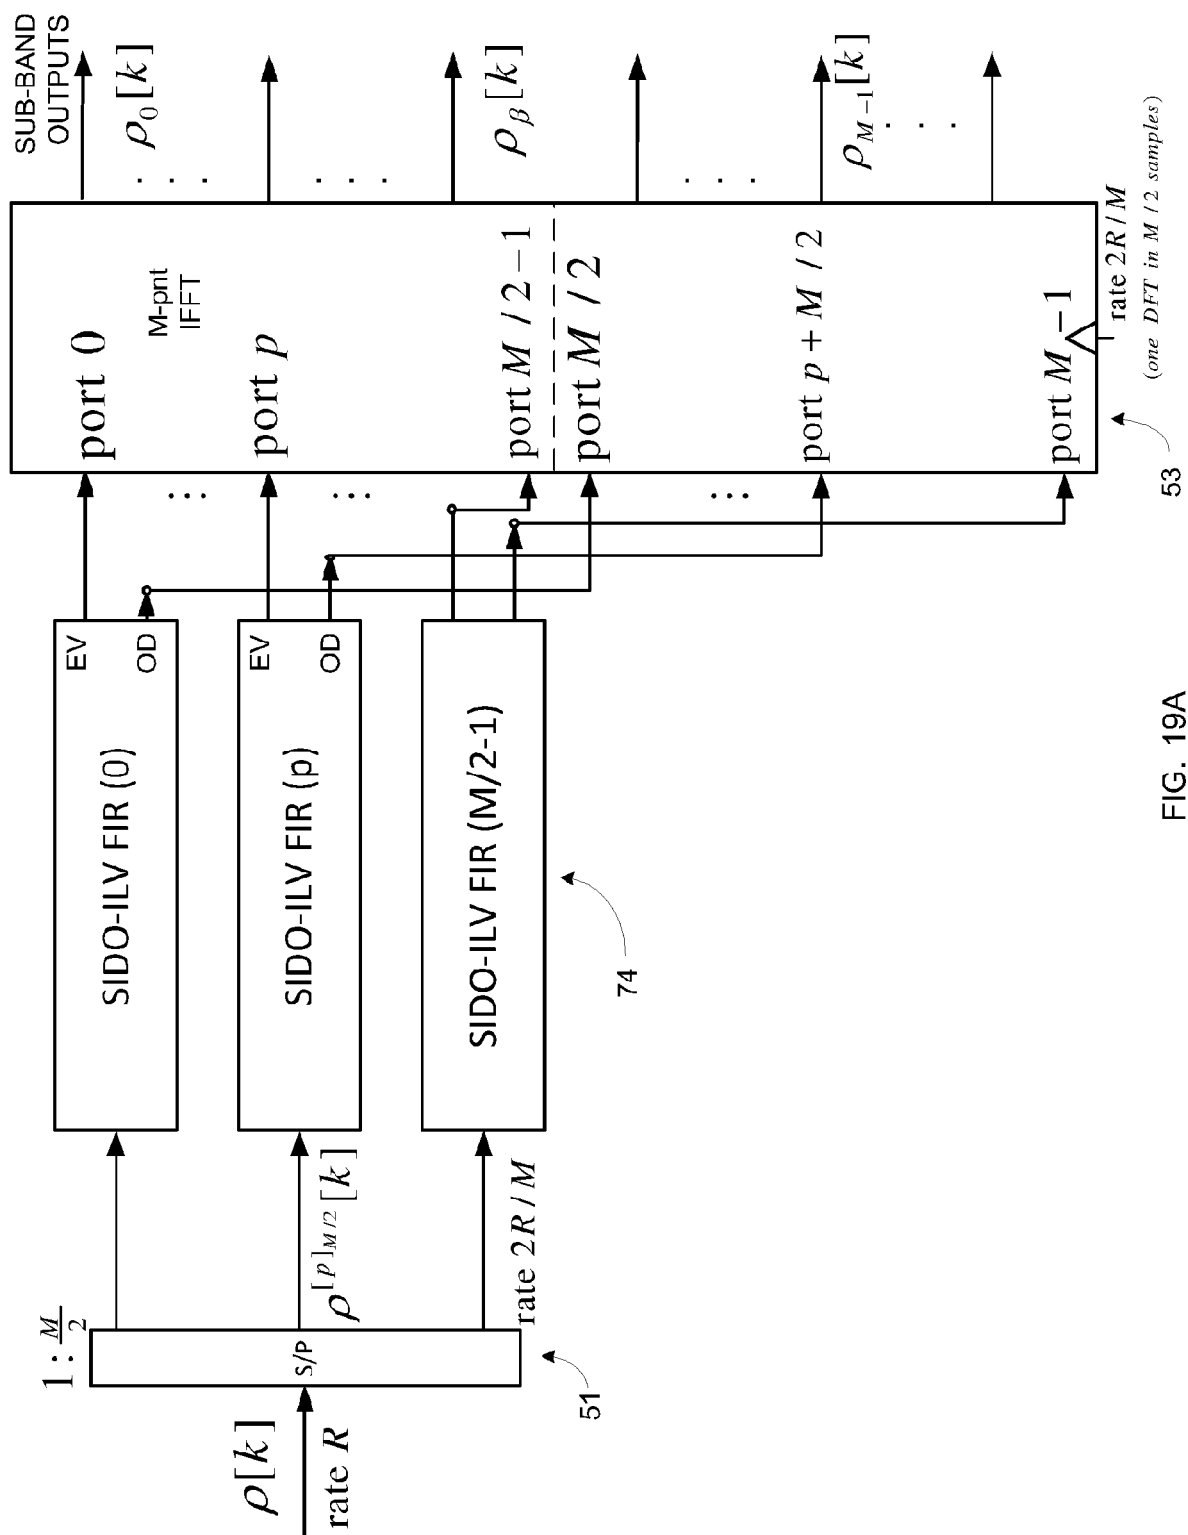 SUB-BAND
OUTPUTS
ρ₀[k]
. . .
. . .
ρ_β[k]
. . .
ρ_{M−1}[k]
. . .
port 0
M-pnt
IFFT
port p
port M / 2 − 1
port M / 2
port p + M / 2
port M − 1
rate 2R / M
(one DFT in M / 2 samples)
53
...
...
...
EV
OD
SIDO-ILV FIR (0)
EV
OD
SIDO-ILV FIR (p)
SIDO-ILV FIR (M/2-1)
74
1 : M/2
S/P
ρ^{[p]_{M/2}}[k]
rate 2R / M
51
ρ[k]
rate R
FIG. 19A